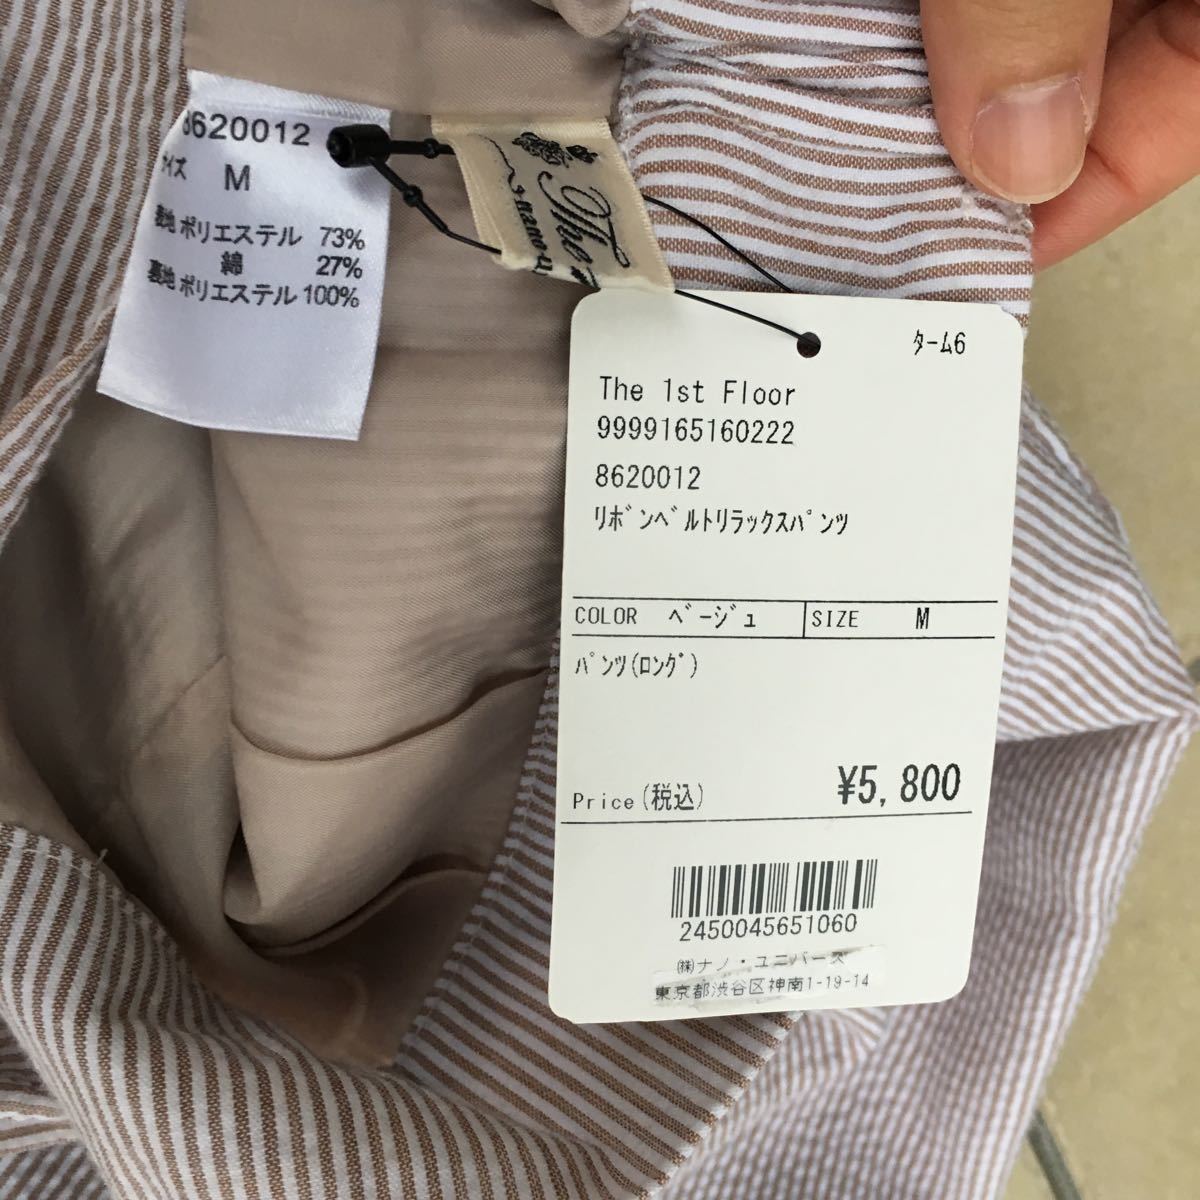 8620012
イズ M
表地 ポリエステル 73%
綿 27%
裏地 ポリエステル 100%
The
ターム6
The 1st Floor
9999165160222
8620012
リボンベルトリラックスパンツ
COLOR ベージュ SIZE M
パンツ(ロング)
Price(税込) ¥5,800
2450045651060
㈱ナノ・ユニバース
東京都渋谷区神南1-19-14